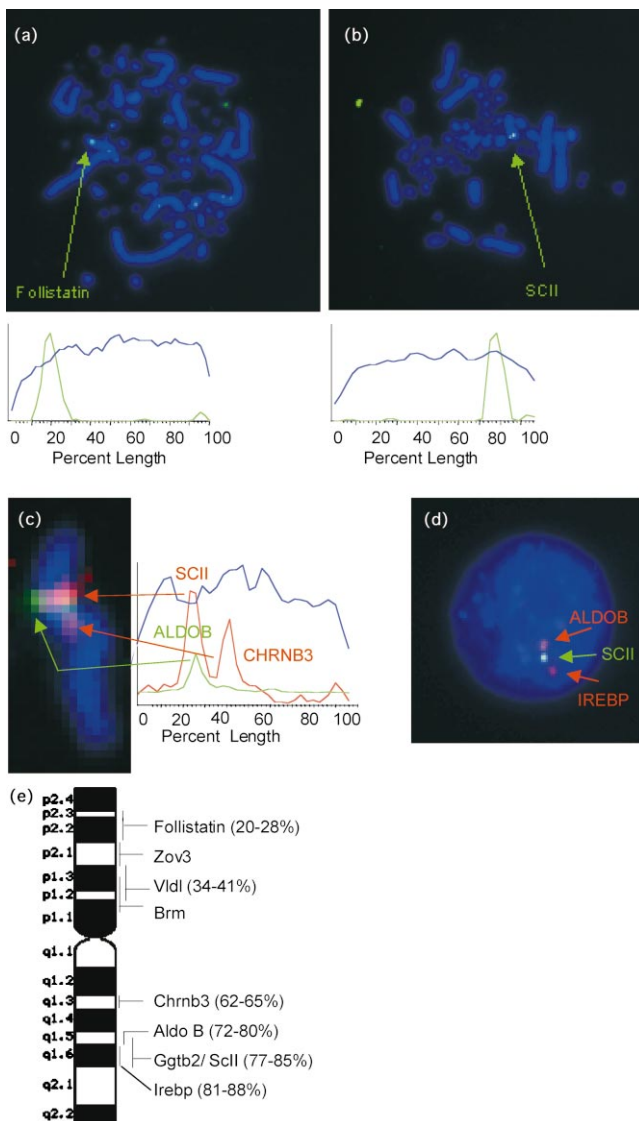 (a)
Follistatin
0 20 40 60 80 100
Percent Length
(b)
SCII
0 20 40 60 80 100
Percent Length
(c)
SCII
ALDOB
CHRNB3
0 20 40 60 80 100
Percent Length
(d)
ALDOB
SCII
IREBP
(e)
p2.4
p2.3
p2.2
p2.1
p1.3
p1.2
p1.1
q1.1
q1.2
q1.3
q1.4
q1.5
q1.6
q2.1
q2.2
Follistatin (20-28%)
Zov3
Vldl (34-41%)
Brm
Chrnb3 (62-65%)
Aldo B (72-80%)
Ggtb2/ ScII (77-85%)
Irebp (81-88%)